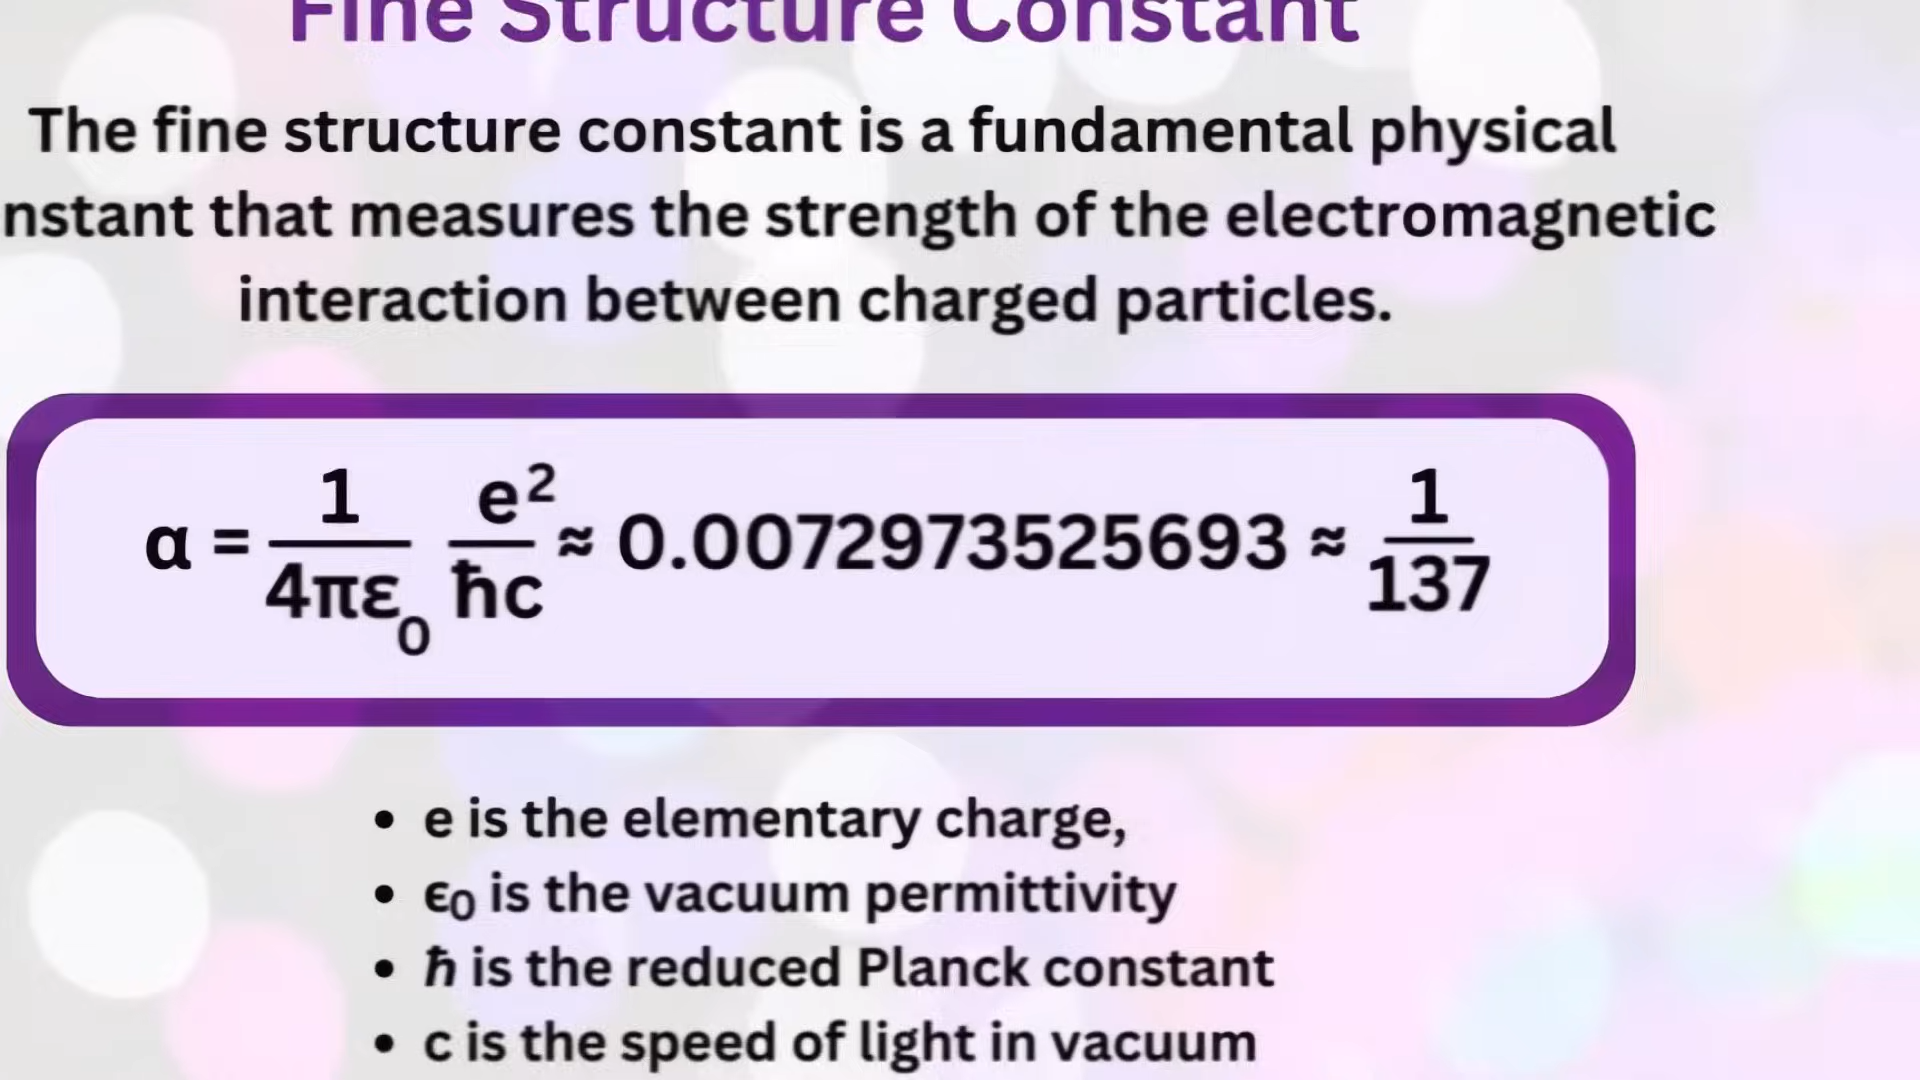 Fine Structure Constant
The fine structure constant is a fundamental physical
nstant that measures the strength of the electromagnetic
interaction between charged particles.
α = 1/4πε₀ e²/ħc ≈ 0.0072973525693 ≈ 1/137
• e is the elementary charge,
• ε₀ is the vacuum permittivity
• ħ is the reduced Planck constant
• c is the speed of light in vacuum